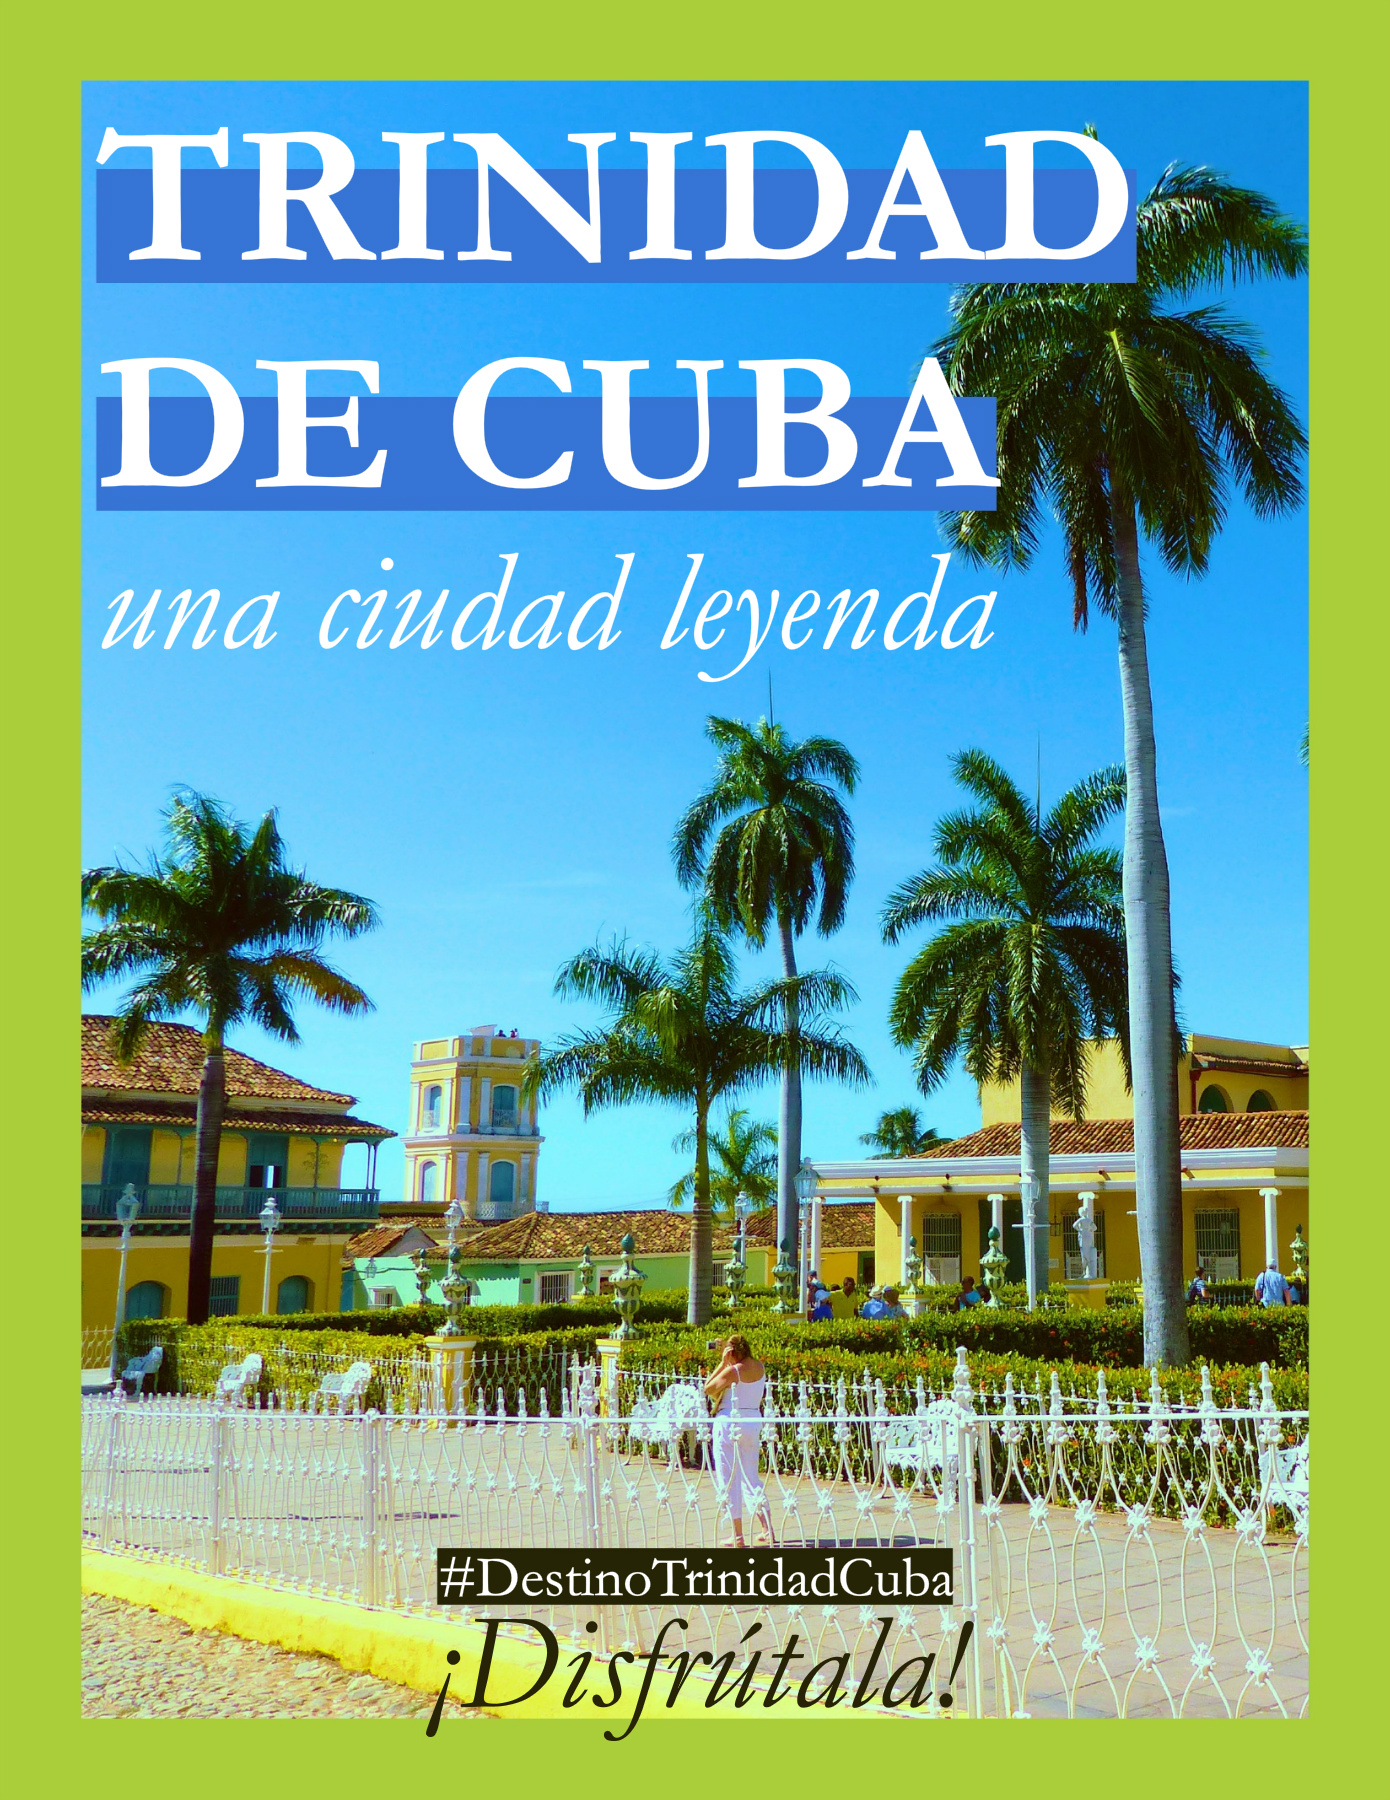 TRINIDAD
DE CUBA
una ciudad leyenda
#DestinoTrinidadCuba
¡Disfrútala!